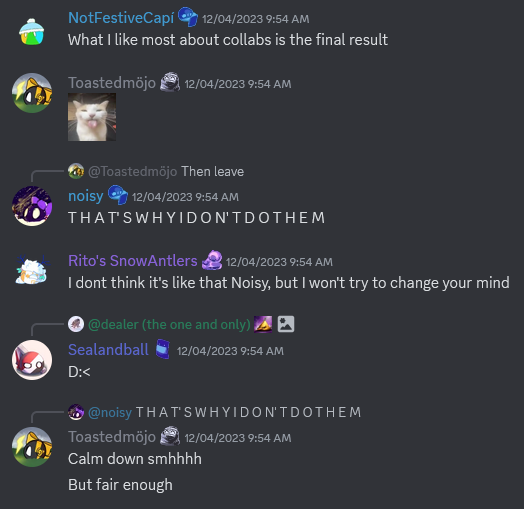 NotFestiveCapí 12/04/2023 9:54 AM
What I like most about collabs is the final result
Toastedmöjo 12/04/2023 9:54 AM
@Toastedmöjo Then leave
noisy 12/04/2023 9:54 AM
T H A T' S W H Y I D O N' T D O T H E M
Rito's SnowAntlers 12/04/2023 9:54 AM
I dont think it's like that Noisy, but I won't try to change your mind
@dealer (the one and only)
Sealandball 12/04/2023 9:54 AM
D:<
@noisy T H A T' S W H Y I D O N' T D O T H E M
Toastedmöjo 12/04/2023 9:54 AM
Calm down smhhhh
But fair enough